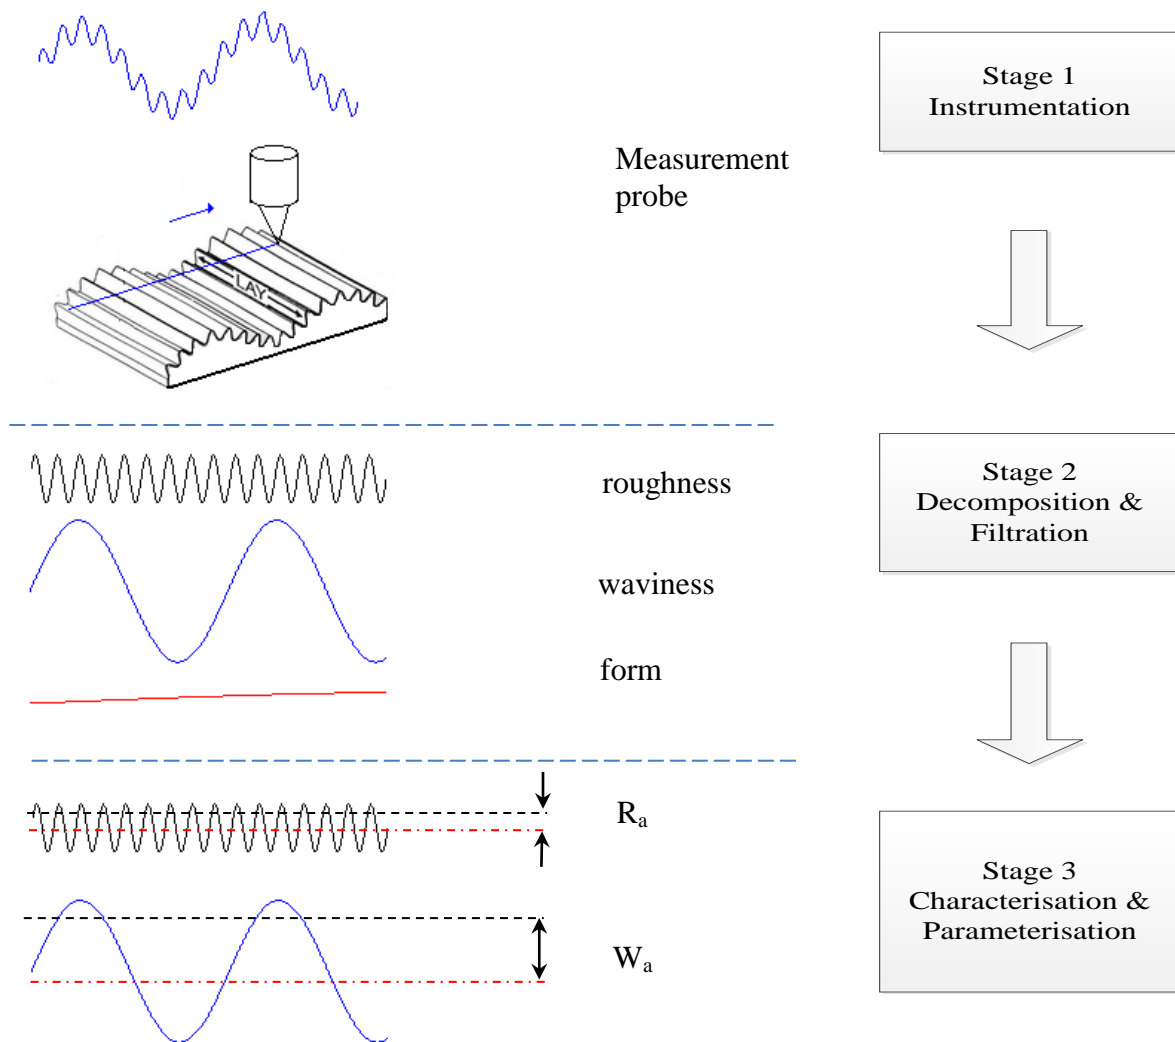 Stage 1
Instrumentation
Measurement
probe
LAY
roughness
Stage 2
Decomposition &
Filtration
waviness
form
Rₐ
Stage 3
Characterisation &
Parameterisation
Wₐ